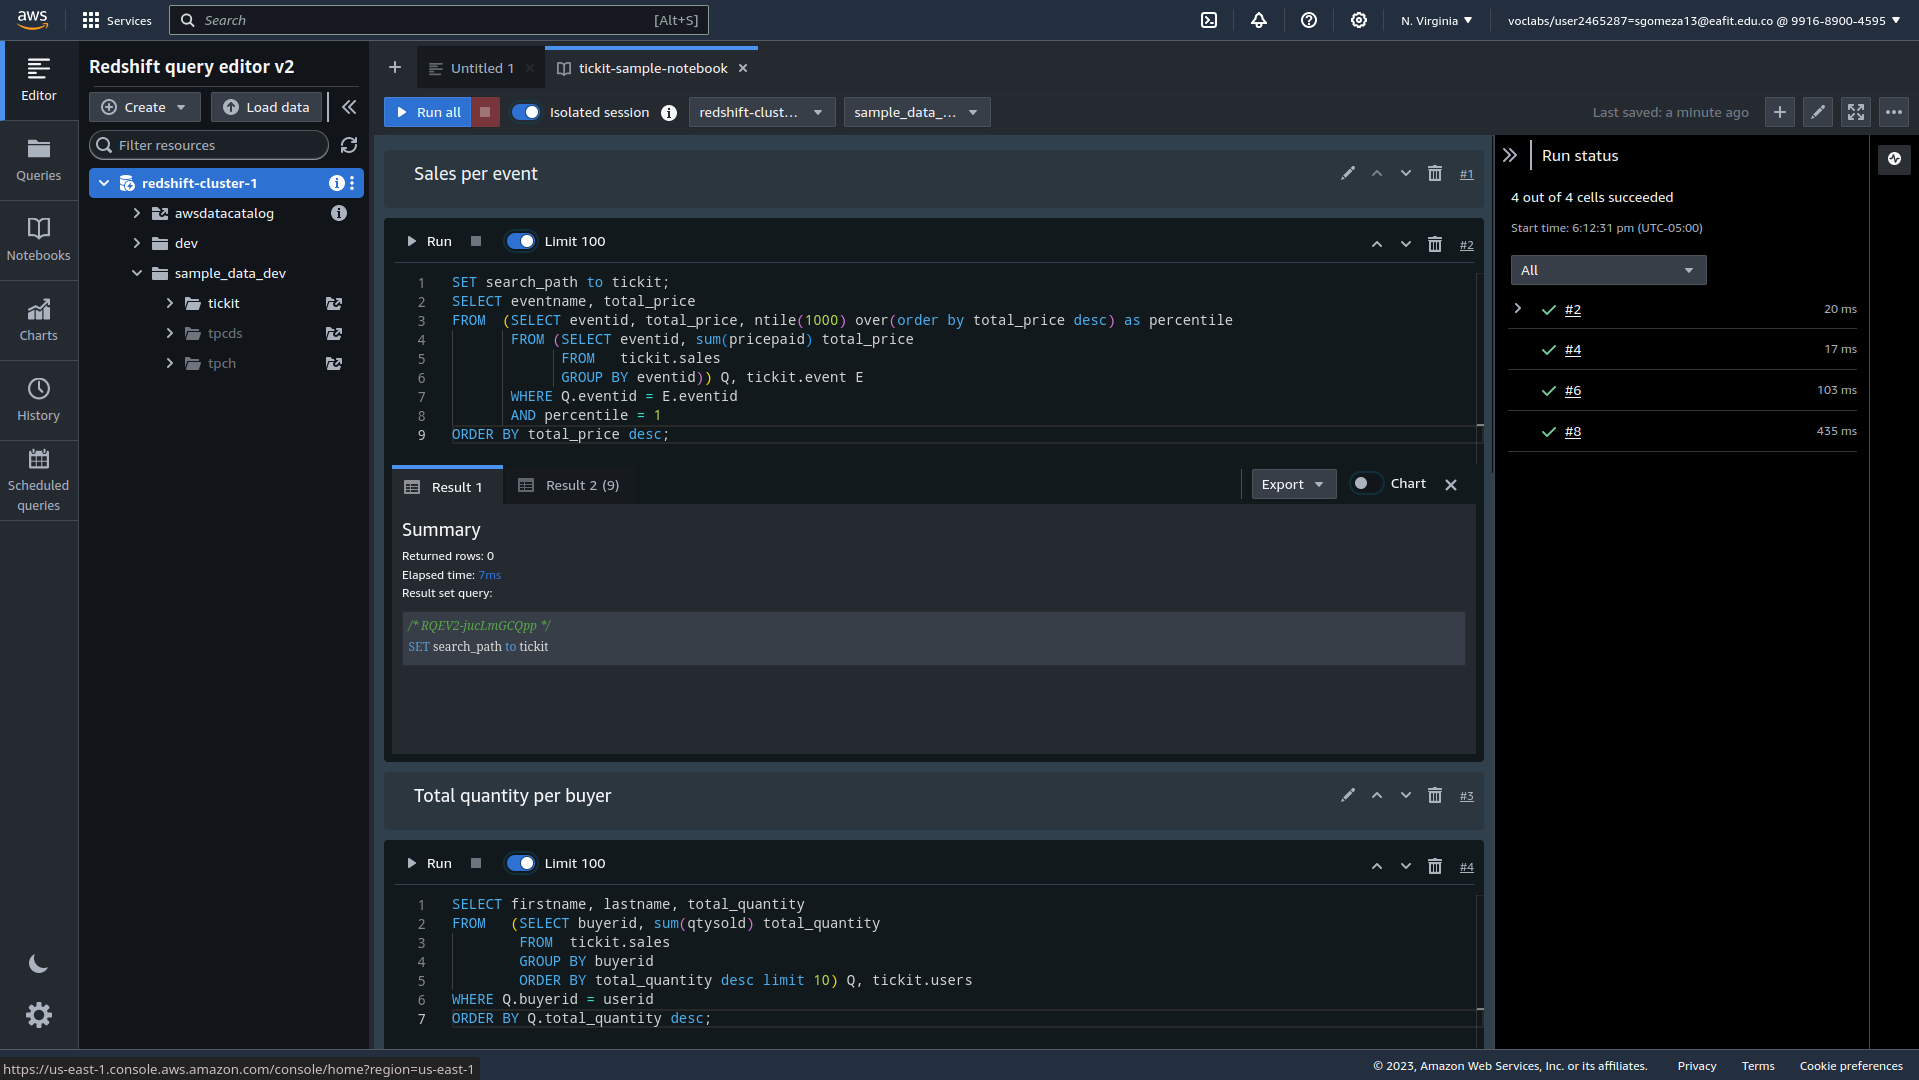 aws
Services
Search
[Alt+S]
N. Virginia
voclabs/user2465287=sgomeza13@eafit.edu.co @ 9916-8900-4595
Editor
Queries
Notebooks
Charts
History
Scheduled
queries
Redshift query editor v2
Create
Load data
Filter resources
redshift-cluster-1
awsdatacatalog
dev
sample_data_dev
tickit
tpcds
tpch
Untitled 1
tickit-sample-notebook
Run all
Isolated session
redshift-clust...
sample_data_...
Last saved: a minute ago
Sales per event
#1
Run
Limit 100
#2
1 SET search_path to tickit;
2 SELECT eventname, total_price
3 FROM (SELECT eventid, total_price, ntile(1000) over(order by total_price desc) as percentile
4 FROM (SELECT eventid, sum(pricepaid) total_price
5 FROM tickit.sales
6 GROUP BY eventid)) Q, tickit.event E
7 WHERE Q.eventid = E.eventid
8 AND percentile = 1
9 ORDER BY total_price desc;
Result 1
Result 2 (9)
Export
Chart
Summary
Returned rows: 0
Elapsed time: 7ms
Result set query:
/* RQEV2-jucLmGCQpp */
SET search_path to tickit
Total quantity per buyer
#3
Run
Limit 100
#4
1 SELECT firstname, lastname, total_quantity
2 FROM (SELECT buyerid, sum(qtysold) total_quantity
3 FROM tickit.sales
4 GROUP BY buyerid
5 ORDER BY total_quantity desc limit 10) Q, tickit.users
6 WHERE Q.buyerid = userid
7 ORDER BY Q.total_quantity desc;
Run status
4 out of 4 cells succeeded
Start time: 6:12:31 pm (UTC-05:00)
All
#2 20 ms
#4 17 ms
#6 103 ms
#8 435 ms
https://us-east-1.console.aws.amazon.com/console/home?region=us-east-1
© 2023, Amazon Web Services, Inc. or its affiliates.
Privacy
Terms
Cookie preferences